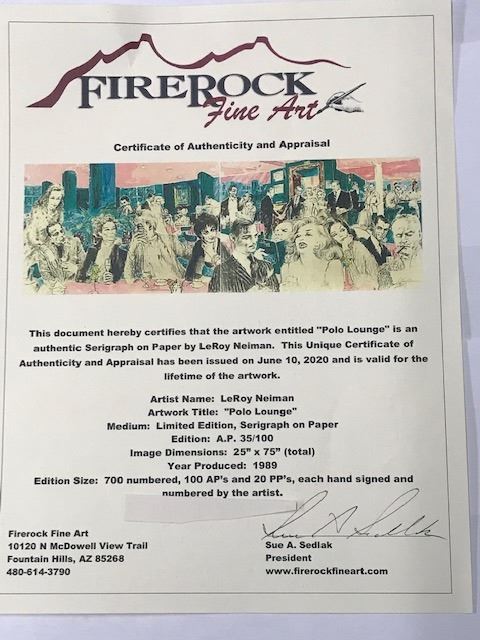 FIREROCK
Fine Art
Certificate of Authenticity and Appraisal
This document hereby certifies that the artwork entitled "Polo Lounge" is an
authentic Serigraph on Paper by LeRoy Neiman.  This Unique Certificate of
Authenticity and Appraisal has been issued on June 10, 2020 and is valid for the
lifetime of the artwork.
Artist Name:  LeRoy Neiman
Artwork Title:  "Polo Lounge"
Medium:  Limited Edition, Serigraph on Paper
Edition:  A.P. 35/100
Image Dimensions:  25” x 75” (total)
Year Produced:  1989
Edition Size:  700 numbered, 100 AP's and 20 PP's, each hand signed and
numbered by the artist.
Sue A Sedlak
Firerock Fine Art
10120 N McDowell View Trail
Fountain Hills, AZ 85268
480-614-3790
Sue A. Sedlak
President
www.firerockfineart.com